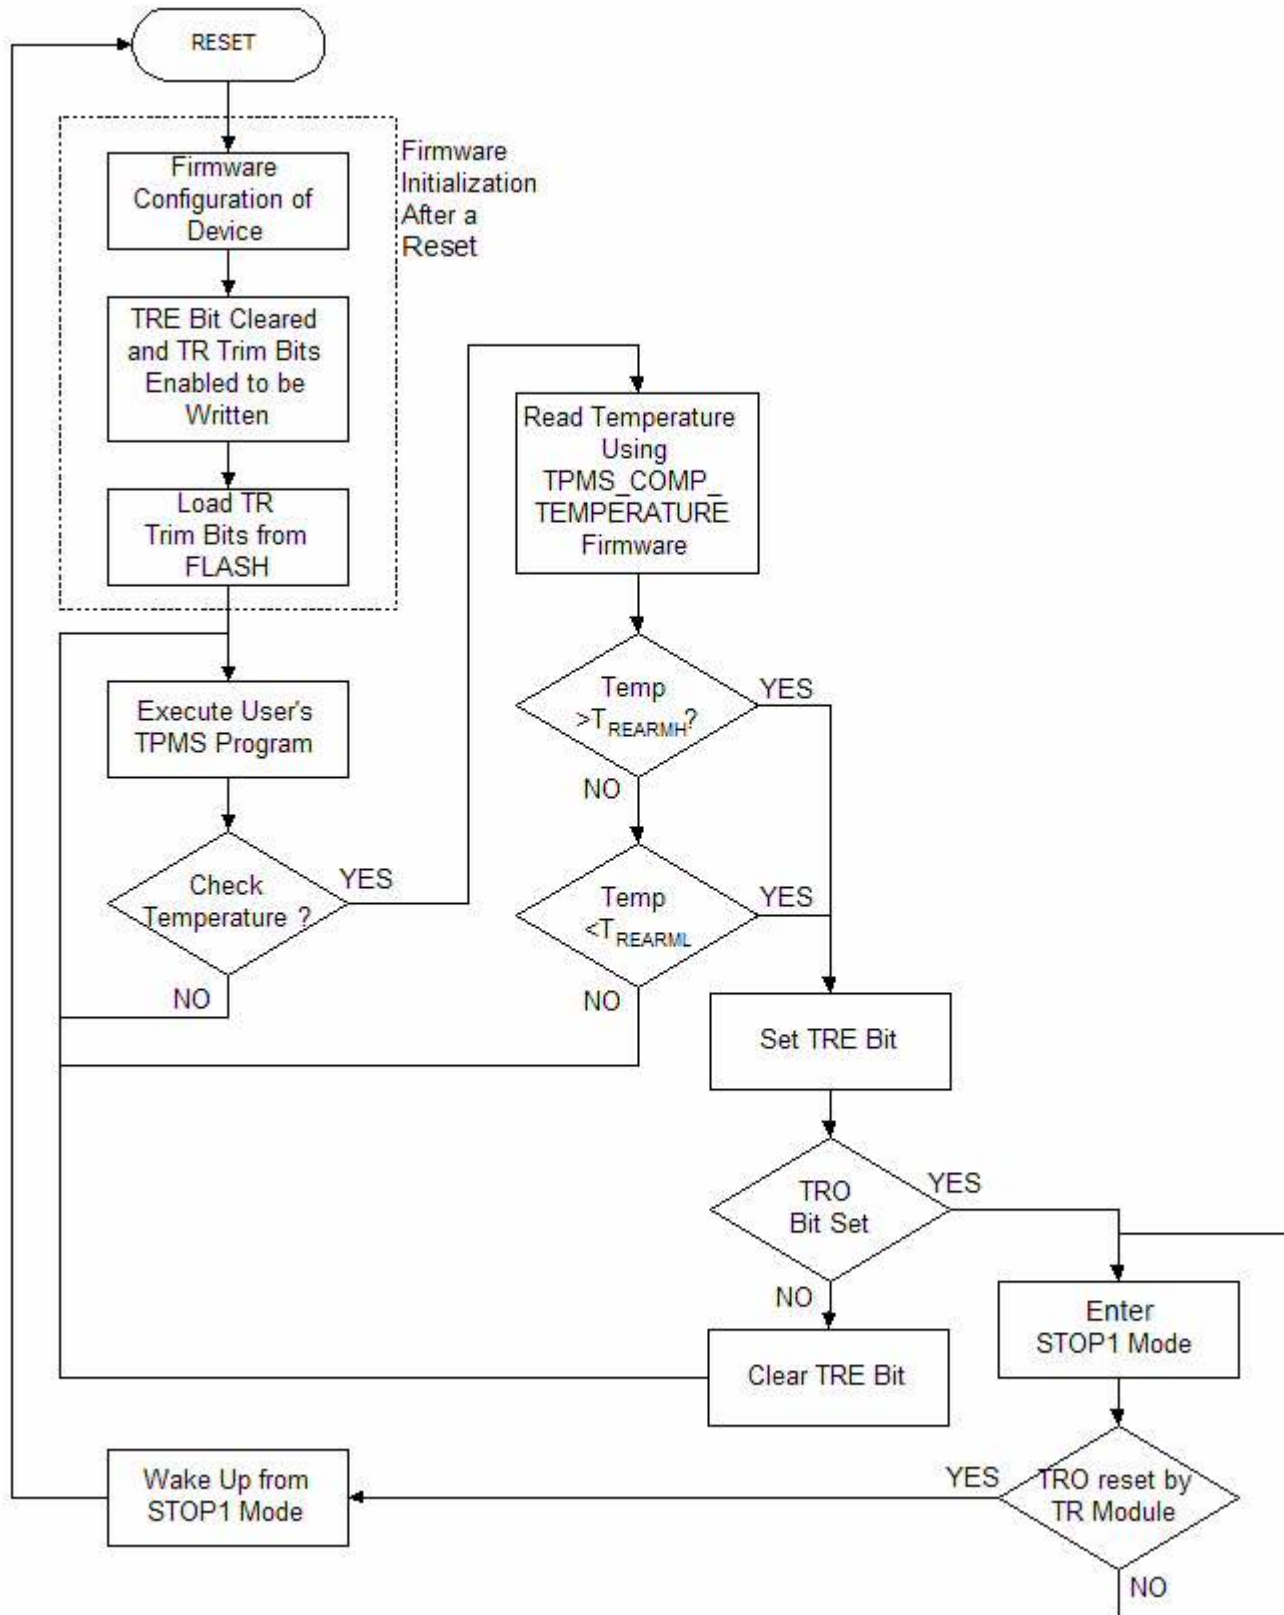 RESET
Firmware
Configuration of
Device
Firmware
Initialization
After a
Reset
TRE Bit Cleared
and TR Trim Bits
Enabled to be
Written
Load TR
Trim Bits from
FLASH
Execute User's
TPMS Program
Check
Temperature ?
YES
NO
Read Temperature
Using
TPMS_COMP_
TEMPERATURE
Firmware
Temp
>TREARMH?
YES
NO
Temp
<TREARML
YES
NO
Set TRE Bit
TRO
Bit Set
YES
NO
Clear TRE Bit
Enter
STOP1 Mode
TRO reset by
TR Module
YES
NO
Wake Up from
STOP1 Mode